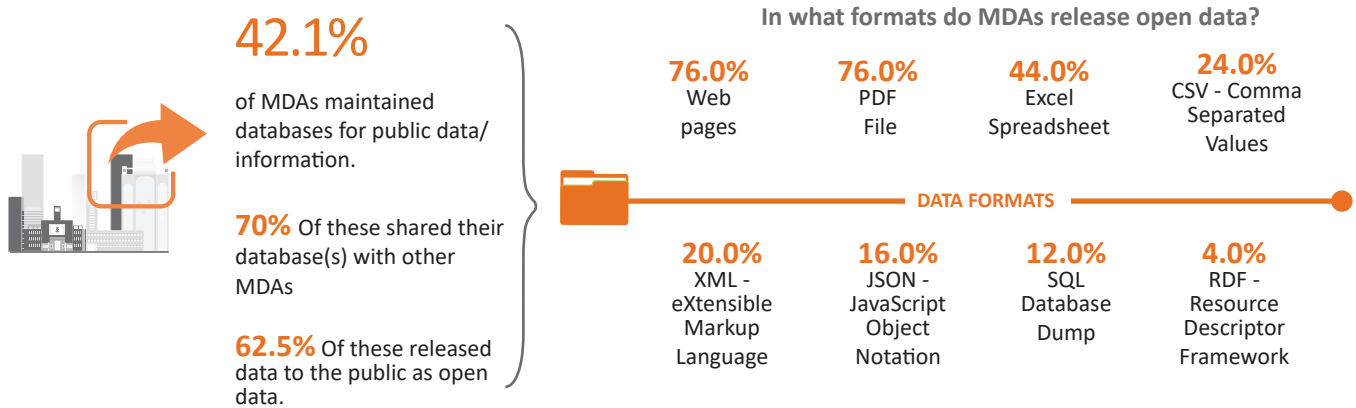 42.1%
of MDAs maintained
databases for public data/
information.
70% Of these shared their
database(s) with other
MDAs
62.5% Of these released
data to the public as open
data.
In what formats do MDAs release open data?
76.0%
Web
pages
76.0%
PDF
File
44.0%
Excel
Spreadsheet
24.0%
CSV - Comma
Separated
Values
DATA FORMATS
20.0%
XML -
eXtensible
Markup
Language
16.0%
JSON -
JavaScript
Object
Notation
12.0%
SQL
Database
Dump
4.0%
RDF -
Resource
Descriptor
Framework